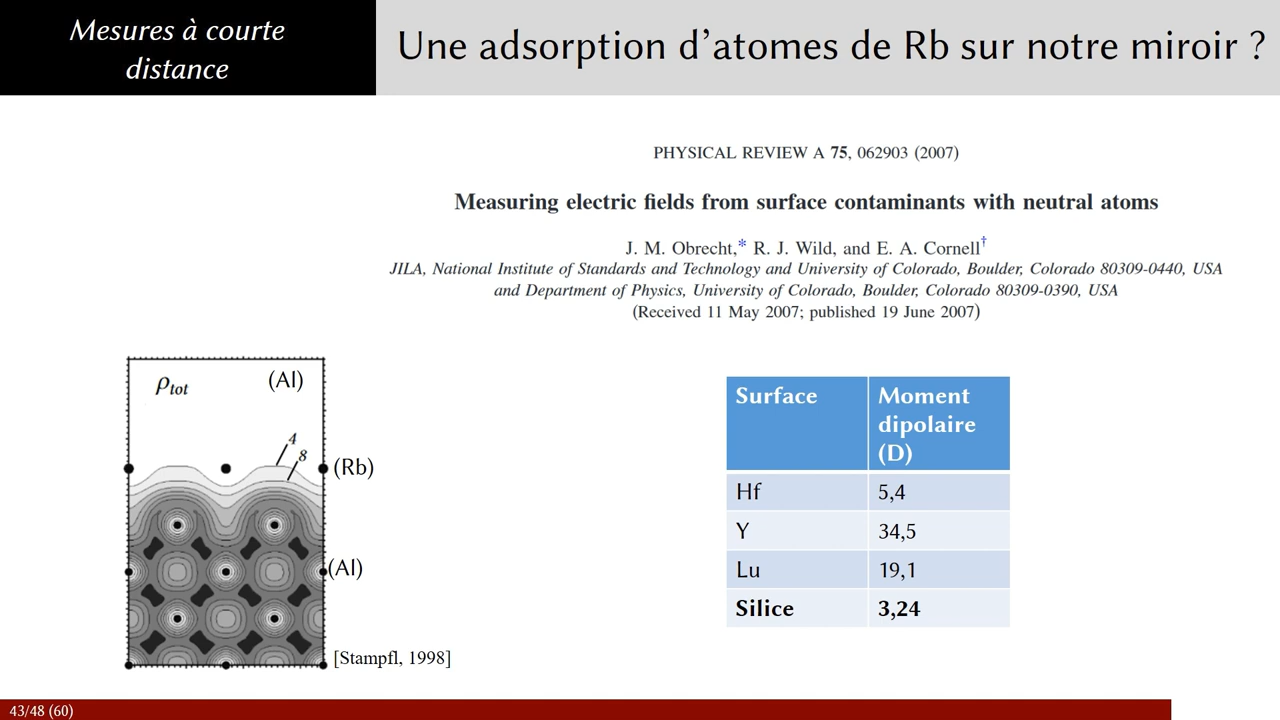 Mesures à courte
distance
Une adsorption d’atomes de Rb sur notre miroir ?
PHYSICAL REVIEW A 75, 062903 (2007)
Measuring electric fields from surface contaminants with neutral atoms
J. M. Obrecht,* R. J. Wild, and E. A. Cornell†
JILA, National Institute of Standards and Technology and University of Colorado, Boulder, Colorado 80309-0440, USA
and Department of Physics, University of Colorado, Boulder, Colorado 80309-0390, USA
(Received 11 May 2007; published 19 June 2007)
ρtot
(Al)
4
8
(Rb)
(Al)
[Stampfl, 1998]
Surface Moment
dipolaire
(D)
Hf 5,4
Y 34,5
Lu 19,1
Silice 3,24
43/48 (60)